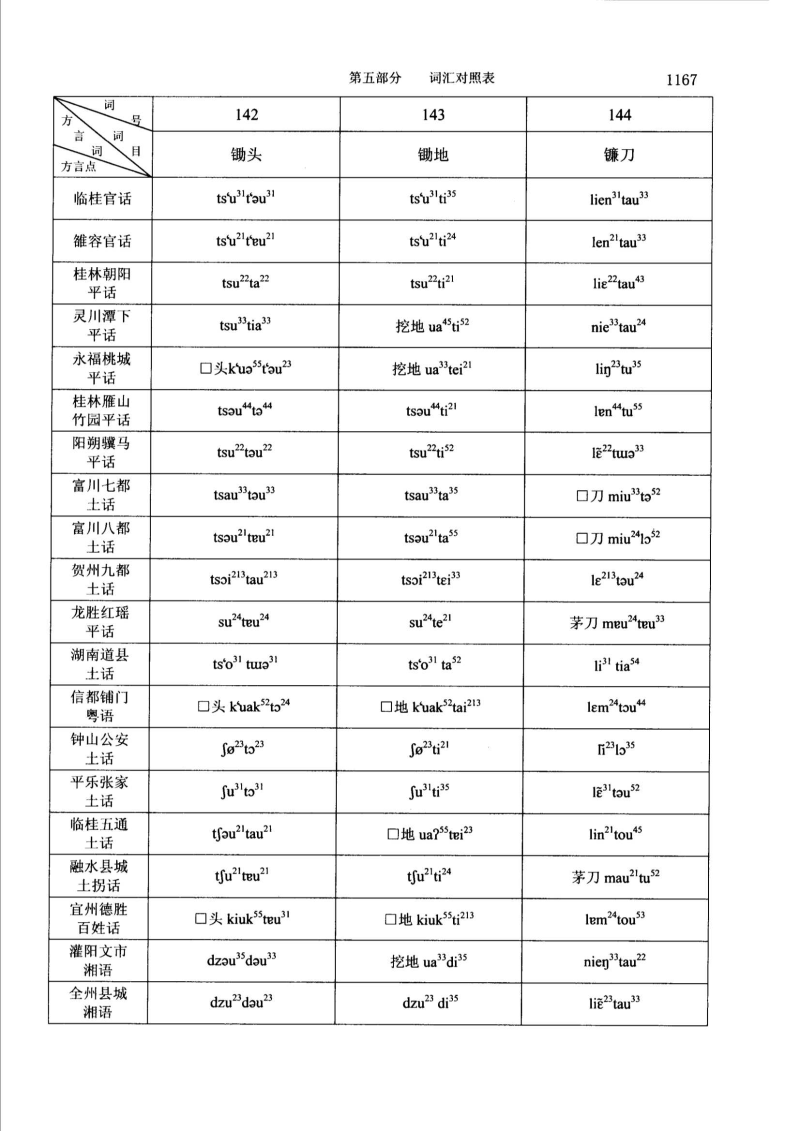 第五部分　词汇对照表　1167
词　号　142　143　144
方言　词目
词　锄头　锄地　镰刀
方言点
临桂官话　ts‘u³¹t‘əu³¹　ts‘u³¹ti³⁵　lien³¹tau³³
雒容官话　ts‘u²¹t‘ɐu²¹　ts‘u²¹ti²⁴　len²¹tau³³
桂林朝阳
平话　tsu²²ta²²　tsu²²ti²¹　liɛ²²tau⁴³
灵川潭下
平话　tsu³³tia³³　挖地 ua⁴⁵ti⁵²　nie³³tau²⁴
永福桃城
平话　□头k‘uə⁵⁵t‘əu²³　挖地 ua³³tei²¹　liŋ²³tu³⁵
桂林雁山
竹园平话　tsəu⁴⁴tə⁴⁴　tsəu⁴⁴ti²¹　lɐn⁴⁴tu⁵⁵
阳朔骥马
平话　tsu²²təu²²　tsu²²ti⁵²　lẽ²²tɯə³³
富川七都
土话　tsau³³təu³³　tsau³³ta³⁵　□刀 miu³³tə⁵²
富川八都
土话　tsəu²¹tɐu²¹　tsəu²¹ta⁵⁵　□刀 miu²⁴lɔ⁵²
贺州九都
土话　tsɔi²¹³tau²¹³　tsɔi²¹³tɛi³³　lɛ²¹³təu²⁴
龙胜红瑶
平话　su²⁴tɐu²⁴　su²⁴te²¹　茅刀 mɐu²⁴tɐu³³
湖南道县
土话　ts‘o³¹ tɯə³¹　ts‘o³¹ ta⁵²　li³¹ tia⁵⁴
信都铺门
粤语　□头 k‘uak⁵²tɔ²⁴　□地 k‘uak⁵²tai²¹³　lɛm²⁴tɔu⁴⁴
钟山公安
土话　ʃø²³tɔ²³　ʃø²³ti²¹　lĩ²³lɔ³⁵
平乐张家
土话　ʃu³¹tɔ³¹　ʃu³¹ti³⁵　lẽ³¹təu⁵²
临桂五通
土话　tʃəu²¹tau²¹　□地 uaʔ⁵⁵tɐi²³　lin²¹tou⁴⁵
融水县城
土拐话　tʃu²¹tɐu²¹　tʃu²¹ti²⁴　茅刀 mau²¹tu⁵²
宜州德胜
百姓话　□头 kiuk⁵⁵tɐu³¹　□地 kiuk⁵⁵ti²¹³　lɐm²⁴tou⁵³
灌阳文市
湘语　dzəu³⁵dəu³³　挖地 ua³³di³⁵　nieŋ³³tau²²
全州县城
湘语　dzu²³dəu²³　dzu²³ di³⁵　liẽ²³tau³³